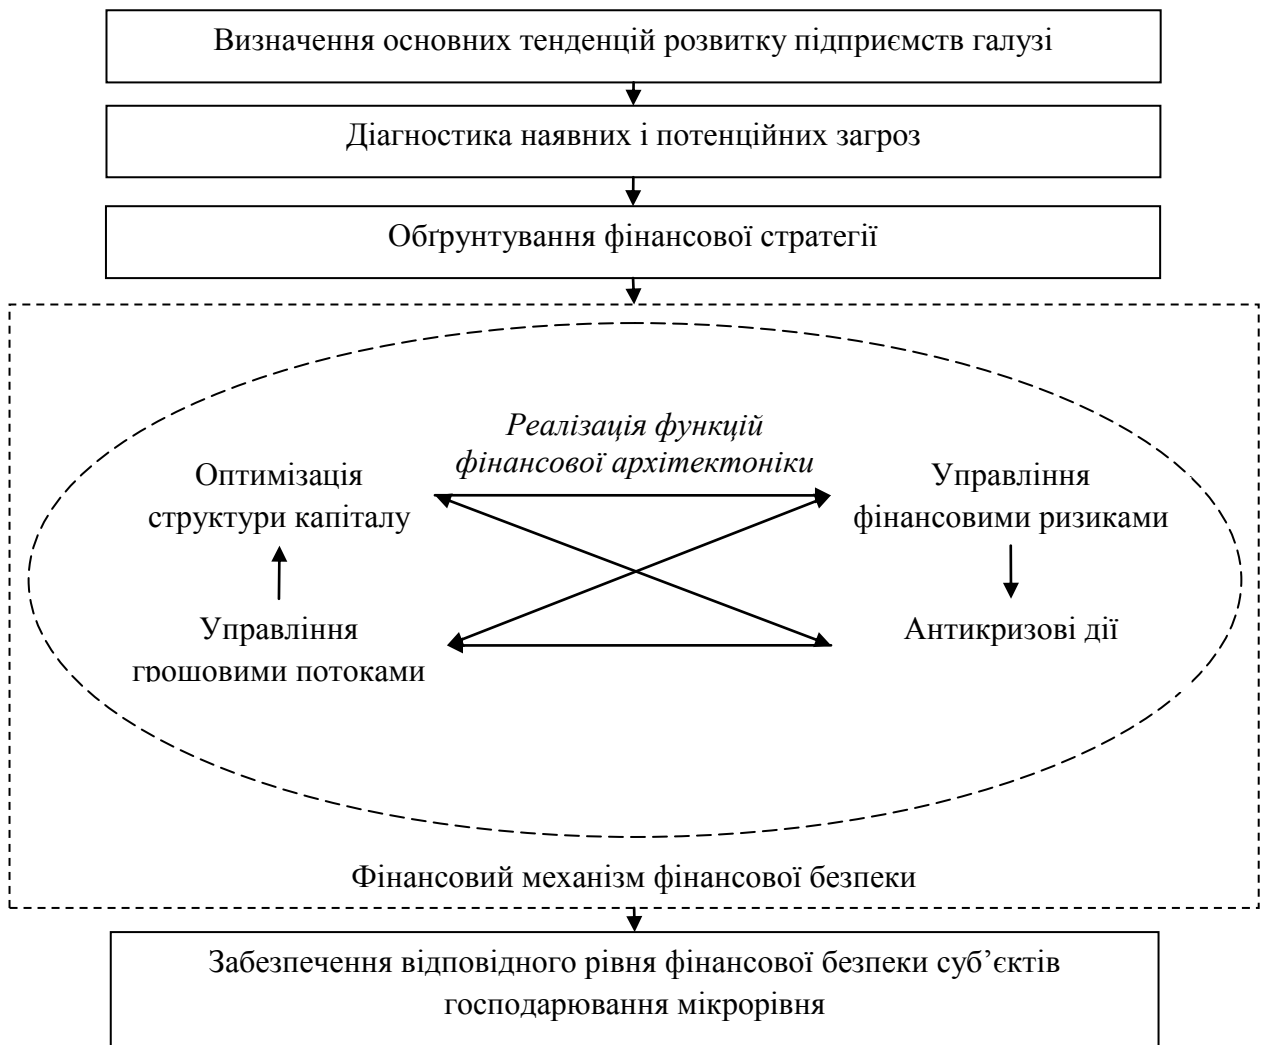 Визначення основних тенденцій розвитку підприємств галузі
Діагностика наявних і потенційних загроз
Обґрунтування фінансової стратегії
Реалізація функцій
фінансової архітектоніки
Оптимізація
структури капіталу
Управління
фінансовими ризиками
Управління
грошовими потоками
Антикризові дії
Фінансовий механізм фінансової безпеки
Забезпечення відповідного рівня фінансової безпеки суб’єктів
господарювання мікрорівня